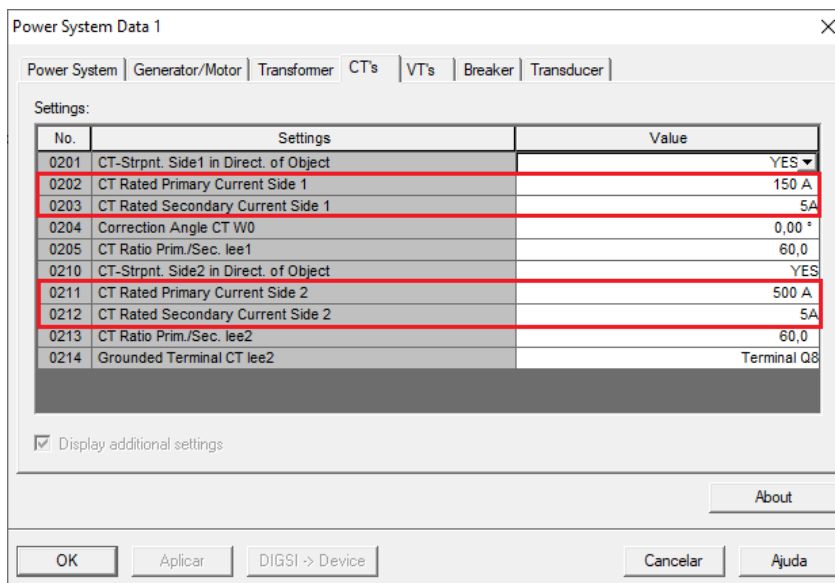 Power System Data 1
Power System Generator/Motor Transformer CT's VT's Breaker Transducer
Settings:
No. Settings Value
0201 CT-Strpnt. Side1 in Direct. of Object YES
0202 CT Rated Primary Current Side 1 150 A
0203 CT Rated Secondary Current Side 1 5A
0204 Correction Angle CT W0 0,00 °
0205 CT Ratio Prim./Sec. Iee1 60,0
0210 CT-Strpnt. Side2 in Direct. of Object YES
0211 CT Rated Primary Current Side 2 500 A
0212 CT Rated Secondary Current Side 2 5A
0213 CT Ratio Prim./Sec. Iee2 60,0
0214 Grounded Terminal CT Iee2 Terminal Q8
Display additional settings
About
OK Aplicar DIGSI -> Device Cancelar Ajuda